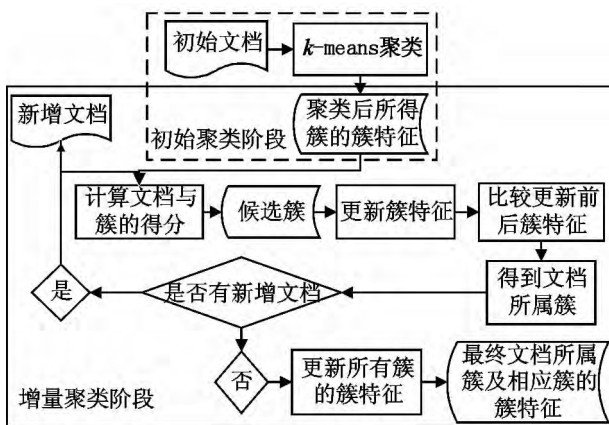 初始文档
k-means聚类
新增文档
初始聚类阶段
聚类后所得
簇的簇特征
计算文档与
簇的得分
候选簇
更新簇特征
比较更新前
后簇特征
得到文档
所属簇
是否有新增文档
是
否
更新所有簇
的簇特征
最终文档所属
簇及相应簇的
簇特征
增量聚类阶段